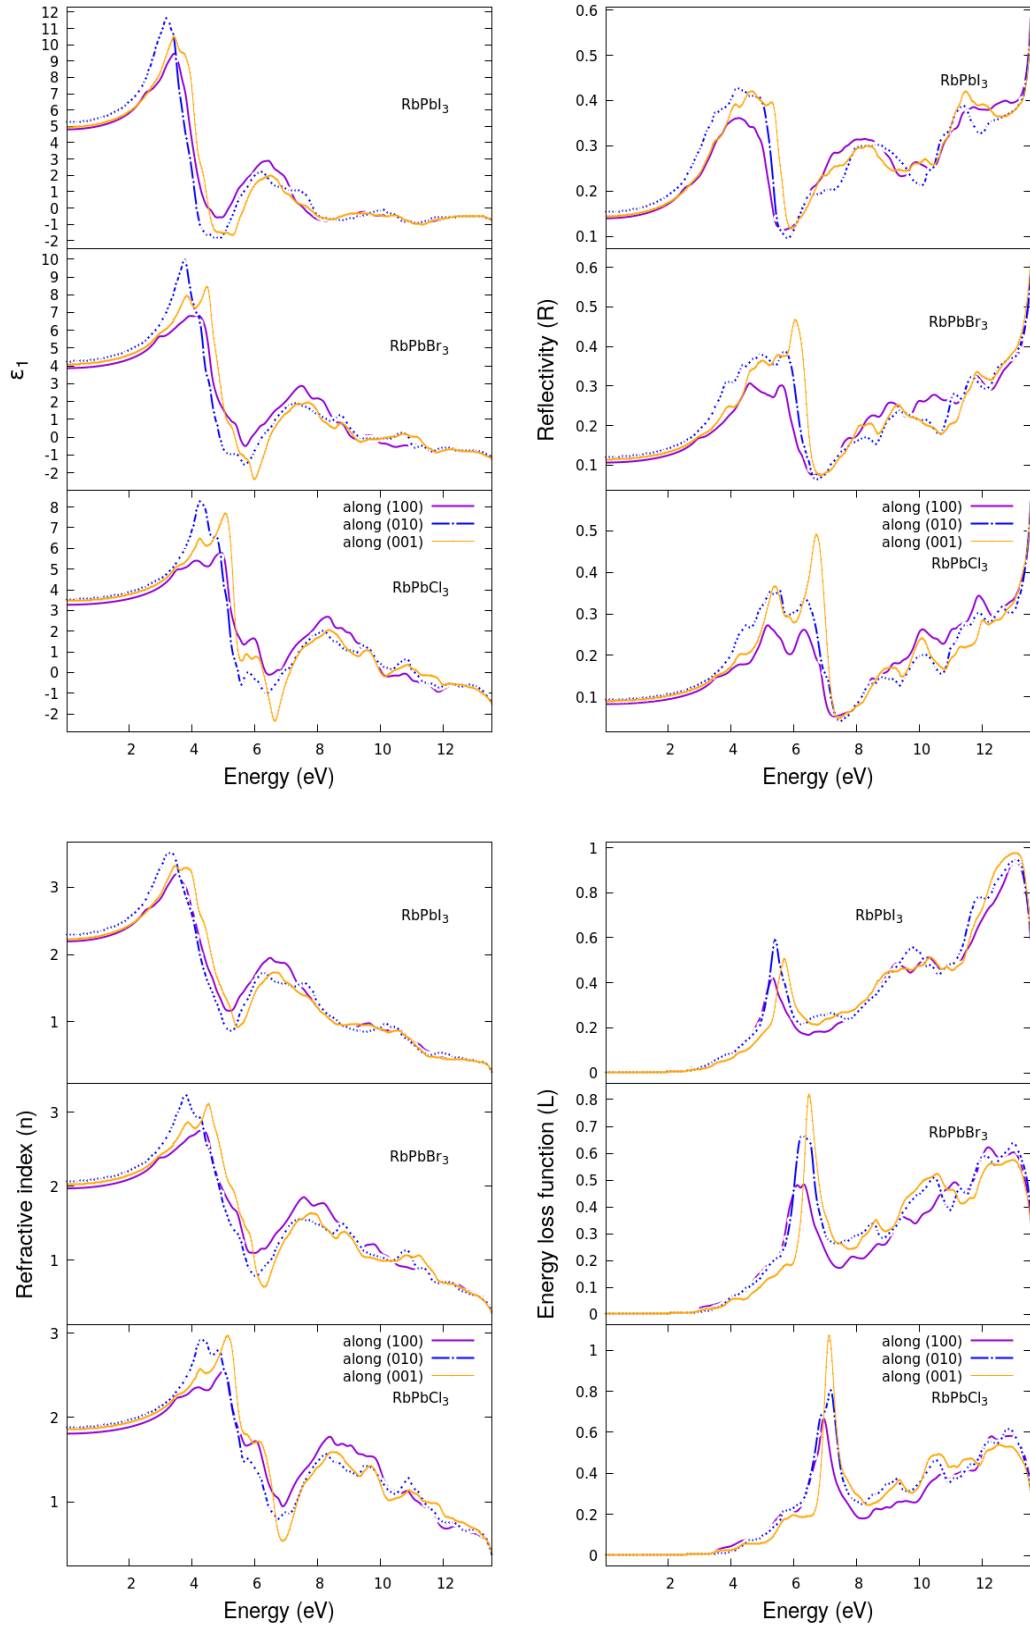 12
11
10
9
8
7
6
5
4
3
2
1
0
-1
-2
RbPbI₃
10
9
8
7
6
5
4
3
2
1
0
-1
-2
ε₁
RbPbBr₃
8
7
6
5
4
3
2
1
0
-1
-2
along (100)
along (010)
along (001)
RbPbCl₃
2 4 6 8 10 12
Energy (eV)
0.6
0.5
0.4
0.3
0.2
0.1
RbPbI₃
0.6
0.5
0.4
0.3
0.2
0.1
Reflectivity (R)
RbPbBr₃
0.5
0.4
0.3
0.2
0.1
along (100)
along (010)
along (001)
RbPbCl₃
2 4 6 8 10 12
Energy (eV)
3
2
1
RbPbI₃
3
2
1
Refractive index (n)
RbPbBr₃
3
2
1
along (100)
along (010)
along (001)
RbPbCl₃
2 4 6 8 10 12
Energy (eV)
1
0.8
0.6
0.4
0.2
0
RbPbI₃
0.8
0.7
0.6
0.5
0.4
0.3
0.2
0.1
0
Energy loss function (L)
RbPbBr₃
1
0.8
0.6
0.4
0.2
0
along (100)
along (010)
along (001)
RbPbCl₃
2 4 6 8 10 12
Energy (eV)